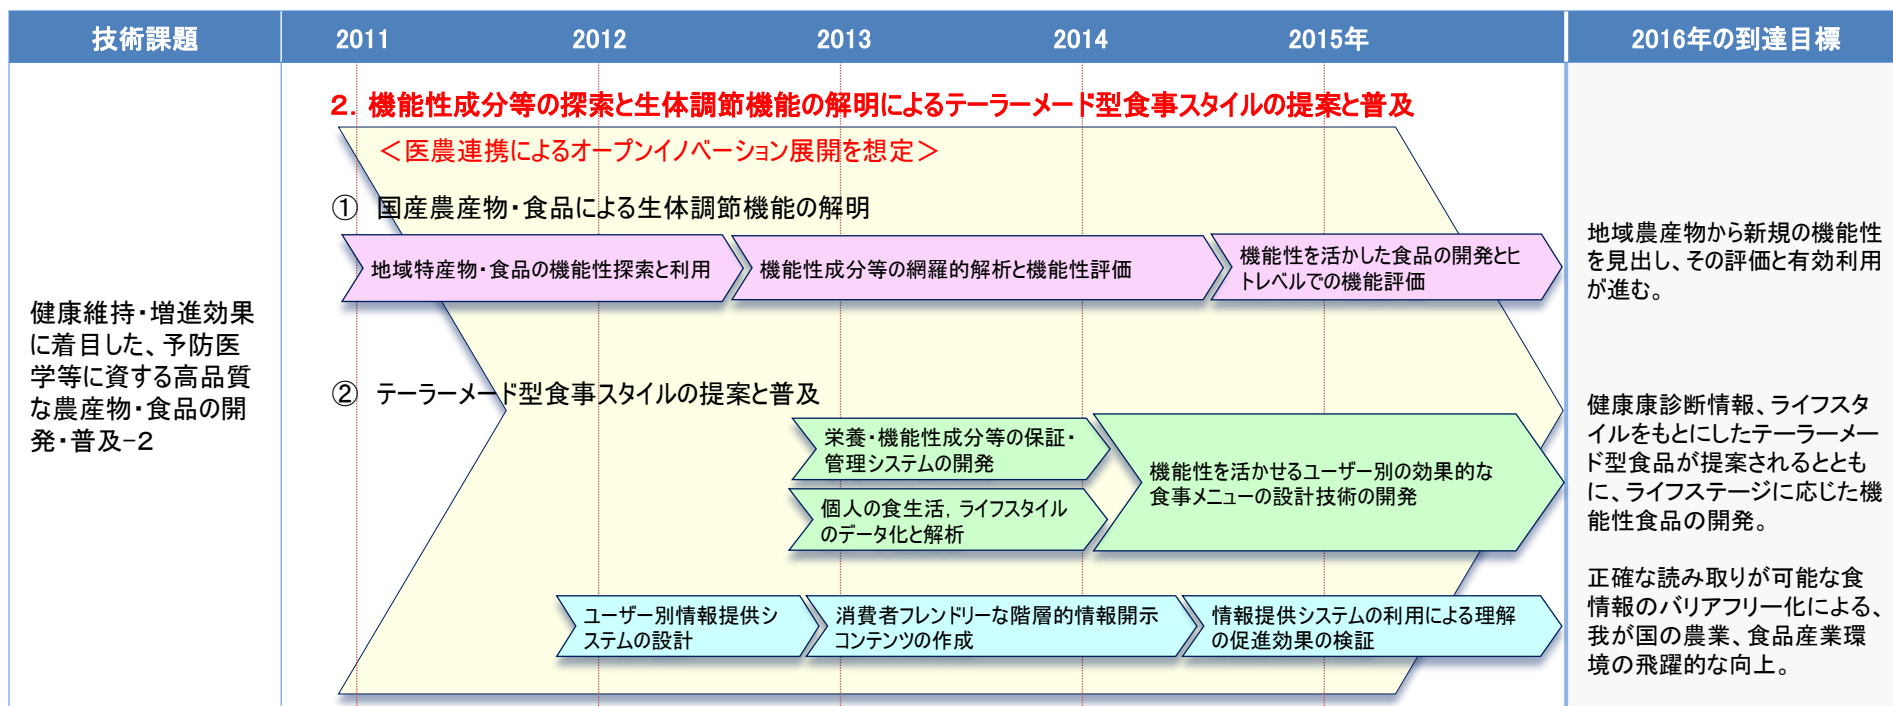 技術課題
2011
2012
2013
2014
2015年
2016年の到達目標
2. 機能性成分等の探索と生体調節機能の解明によるテーラーメード型食事スタイルの提案と普及
＜医農連携によるオープンイノベーション展開を想定＞
① 国産農産物・食品による生体調節機能の解明
地域特産物・食品の機能性探索と利用
機能性成分等の網羅的解析と機能性評価
機能性を活かした食品の開発とヒ
トレベルでの機能評価
地域農産物から新規の機能性
を見出し、その評価と有効利用
が進む。
健康維持・増進効果
に着目した、予防医
学等に資する高品質
な農産物・食品の開
発・普及-2
② テーラーメード型食事スタイルの提案と普及
栄養・機能性成分等の保証・
管理システムの開発
個人の食生活，ライフスタイル
のデータ化と解析
機能性を活かせるユーザー別の効果的な
食事メニューの設計技術の開発
健康康診断情報、ライフスタ
イルをもとにしたテーラーメー
ド型食品が提案されるととも
に、ライフステージに応じた機
能性食品の開発。
ユーザー別情報提供シ
ステムの設計
消費者フレンドリーな階層的情報開示
コンテンツの作成
情報提供システムの利用による理解
の促進効果の検証
正確な読み取りが可能な食
情報のバリアフリー化による、
我が国の農業、食品産業環
境の飛躍的な向上。